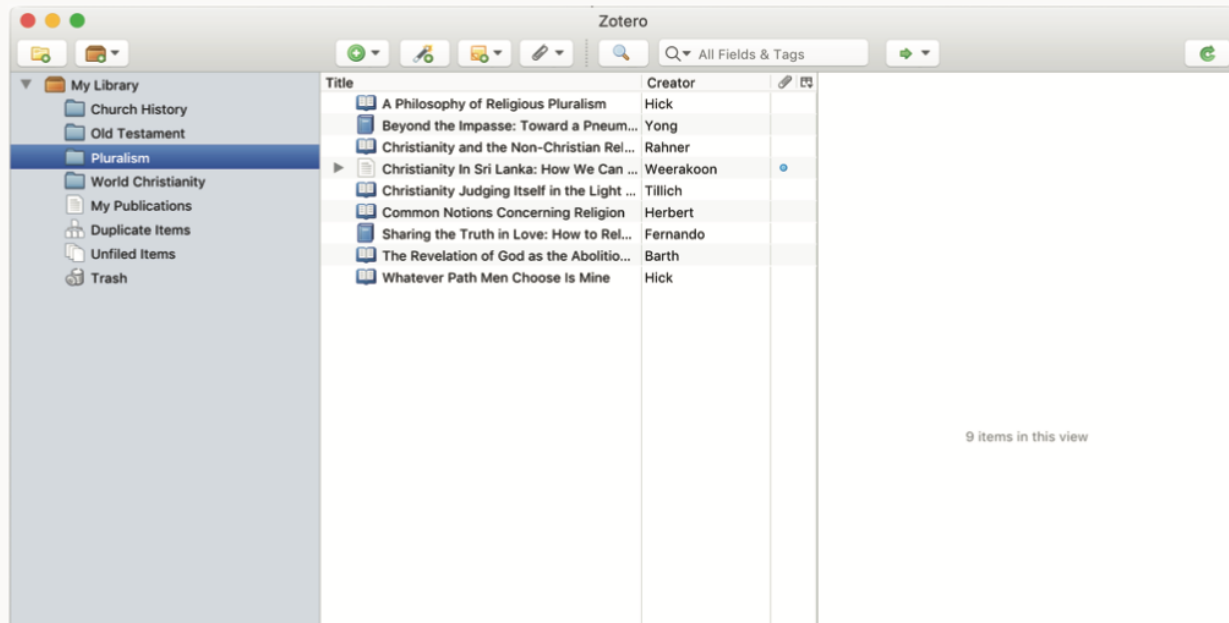 Zotero
All Fields & Tags
My Library
Church History
Old Testament
Pluralism
World Christianity
My Publications
Duplicate Items
Unfiled Items
Trash
Title Creator
A Philosophy of Religious Pluralism Hick
Beyond the Impasse: Toward a Pneum... Yong
Christianity and the Non-Christian Rel... Rahner
Christianity In Sri Lanka: How We Can ... Weerakoon
Christianity Judging Itself in the Light ... Tillich
Common Notions Concerning Religion Herbert
Sharing the Truth in Love: How to Rel... Fernando
The Revelation of God as the Abolitio... Barth
Whatever Path Men Choose Is Mine Hick
9 items in this view